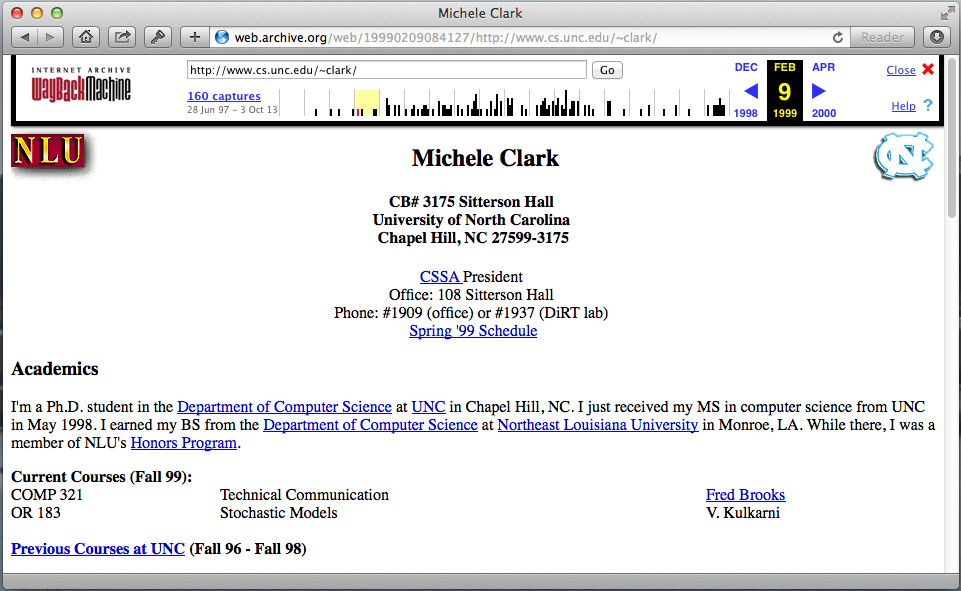 Michele Clark
web.archive.org/web/19990209084127/http://www.cs.unc.edu/~clark/
Reader
INTERNET ARCHIVE
WayBackMachine
http://www.cs.unc.edu/~clark/
Go
160 captures
28 Jun 97 – 3 Oct 13
DEC FEB APR
9
1998 1999 2000
Close
Help ?
NLU
NC
Michele Clark
CB# 3175 Sitterson Hall
University of North Carolina
Chapel Hill, NC 27599-3175
CSSA President
Office: 108 Sitterson Hall
Phone: #1909 (office) or #1937 (DiRT lab)
Spring '99 Schedule
Academics
I'm a Ph.D. student in the Department of Computer Science at UNC in Chapel Hill, NC. I just received my MS in computer science from UNC
in May 1998. I earned my BS from the Department of Computer Science at Northeast Louisiana University in Monroe, LA. While there, I was a
member of NLU's Honors Program.
Current Courses (Fall 99):
COMP 321 Technical Communication Fred Brooks
OR 183 Stochastic Models V. Kulkarni
Previous Courses at UNC (Fall 96 - Fall 98)